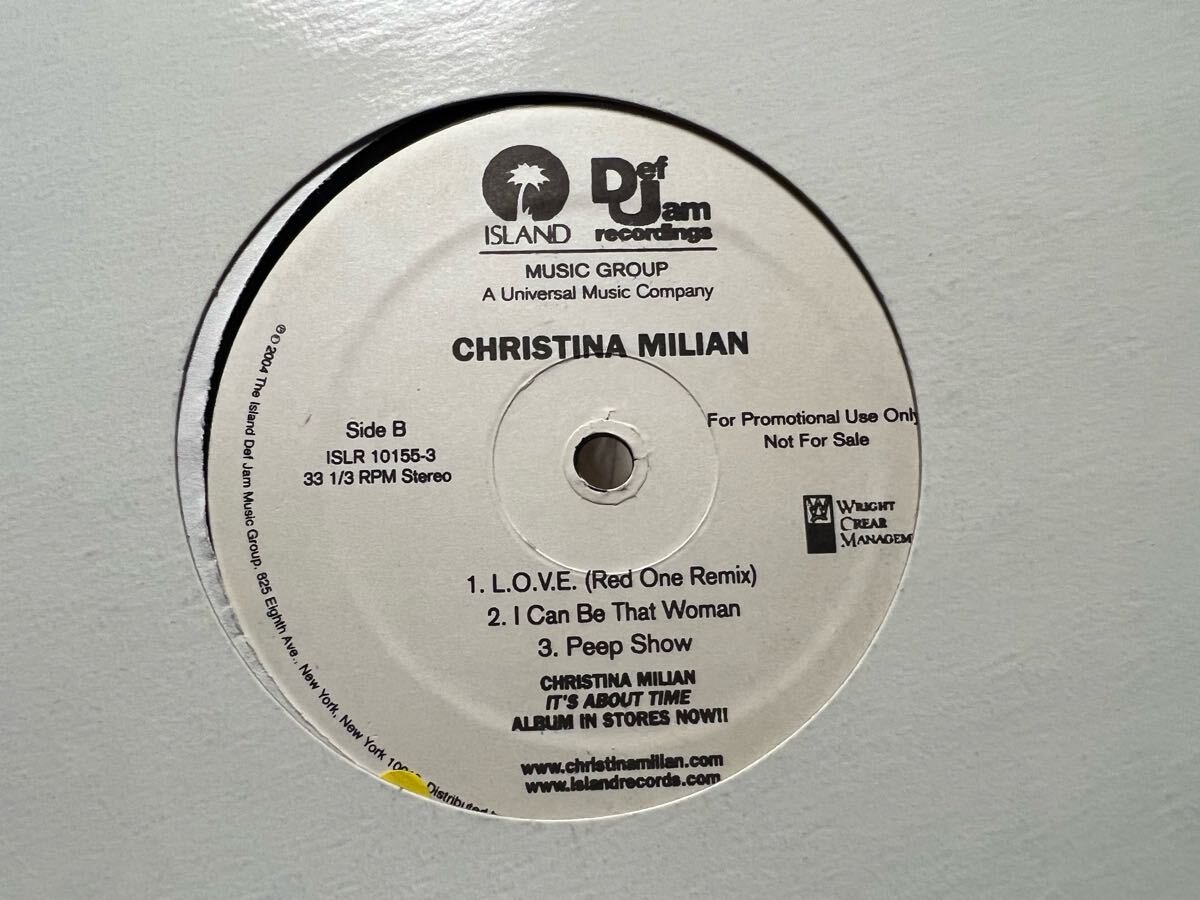 ISLAND
Def Jam recordings
MUSIC GROUP
A Universal Music Company
CHRISTINA MILIAN
Side B
ISLR 10155-3
33 1/3 RPM Stereo
For Promotional Use Only
Not For Sale
WRIGHT
CREAR
MANAGEM
1. L.O.V.E. (Red One Remix)
2. I Can Be That Woman
3. Peep Show
CHRISTINA MILIAN
IT'S ABOUT TIME
ALBUM IN STORES NOW!!
www.christinamilian.com
www.islandrecords.com
℗© 2004 The Island Def Jam Music Group, 825 Eighth Ave., New York, New York Distributed